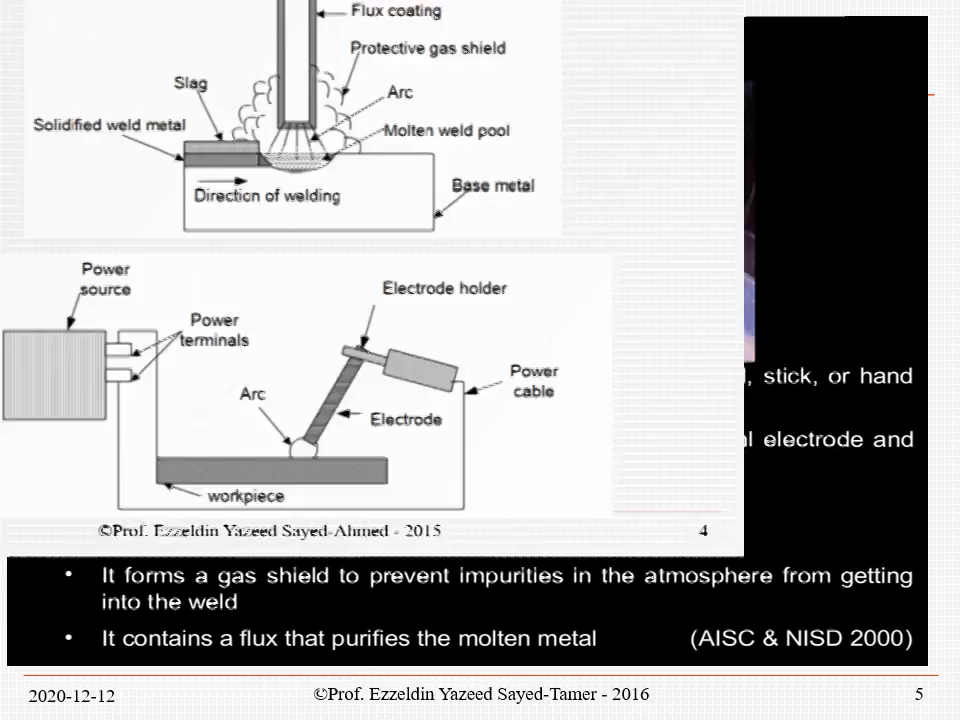 Flux coating
Protective gas shield
Slag
Arc
Solidified weld metal
Molten weld pool
Direction of welding
Base metal
Power
source
Electrode holder
Power
terminals
Power
cable
Arc
Electrode
workpiece
stick, or hand
electrode and
©Prof. Ezzeldin Yazeed Sayed-Ahmed - 2015
4
• It forms a gas shield to prevent impurities in the atmosphere from getting
into the weld
• It contains a flux that purifies the molten metal (AISC & NISD 2000)
2020-12-12
©Prof. Ezzeldin Yazeed Sayed-Tamer - 2016
5